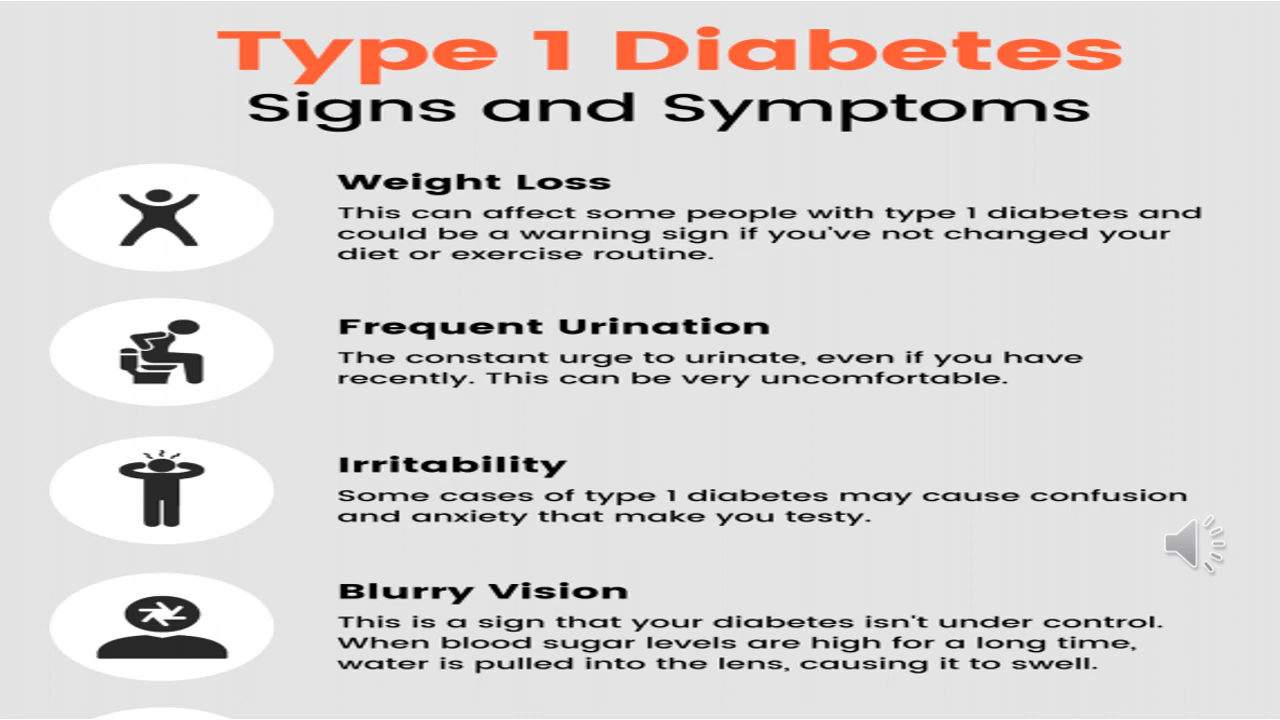 Type 1 Diabetes
Signs and Symptoms
Weight Loss
This can affect some people with type 1 diabetes and
could be a warning sign if you've not changed your
diet or exercise routine.
Frequent Urination
The constant urge to urinate, even if you have
recently. This can be very uncomfortable.
Irritability
Some cases of type 1 diabetes may cause confusion
and anxiety that make you testy.
Blurry Vision
This is a sign that your diabetes isn't under control.
When blood sugar levels are high for a long time,
water is pulled into the lens, causing it to swell.